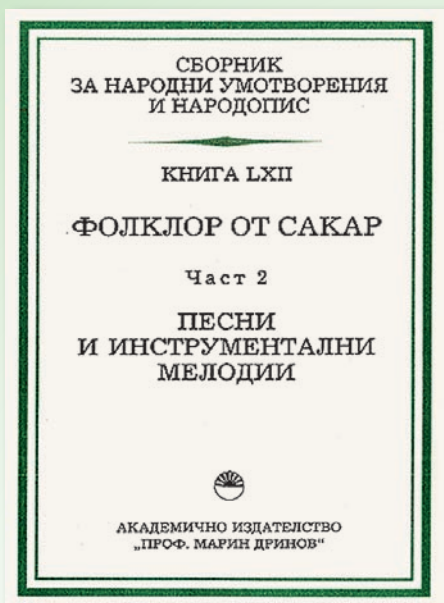 СБОРНИК
ЗА НАРОДНИ УМОТВОРЕНИЯ
И НАРОДОПИС
КНИГА LXII
ФОЛКЛОР ОТ САКАР
Част 2
ПЕСНИ
И ИНСТРУМЕНТАЛНИ
МЕЛОДИИ
АКАДЕМИЧНО ИЗДАТЕЛСТВО
„ПРОФ. МАРИН ДРИНОВ“